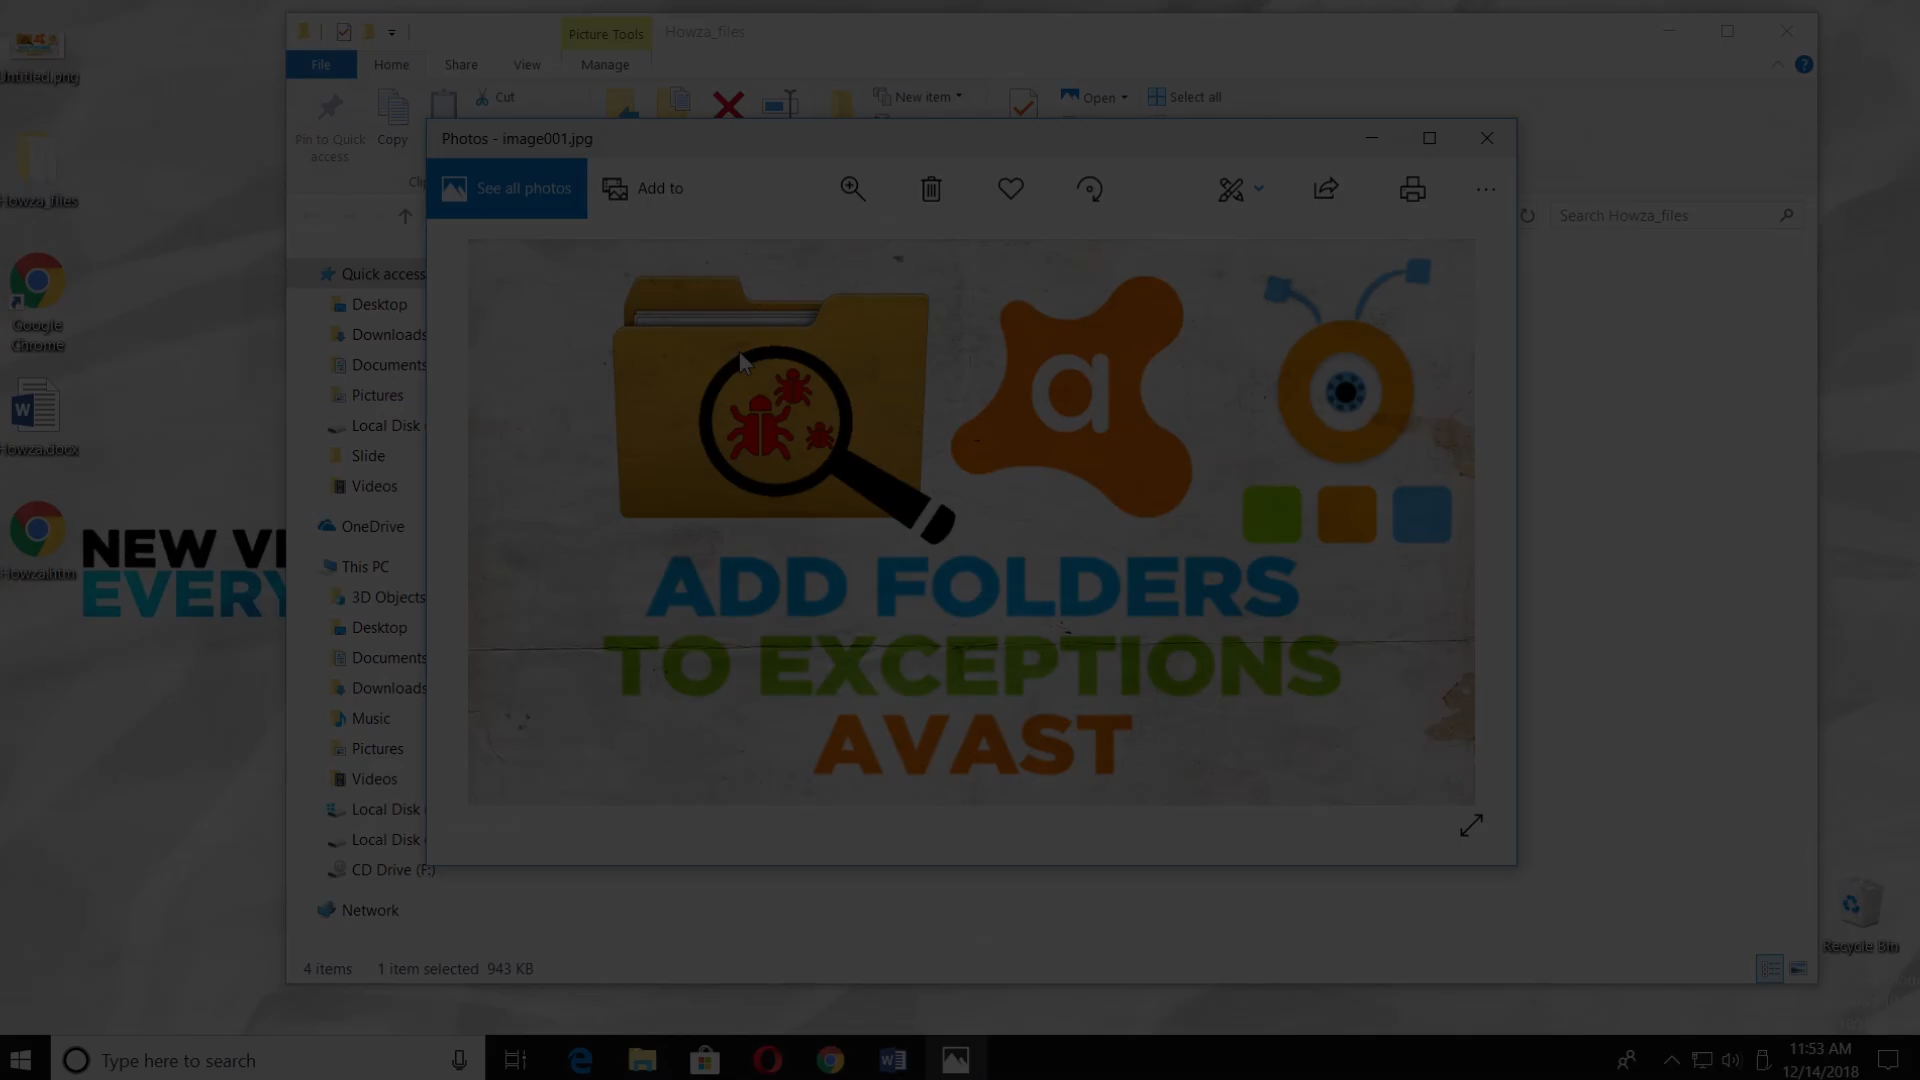 Picture Tools
Howza_files
File
Home
Share
View
Manage
Untitled.png
Pin to Quick access
Copy
Cut
New item
Open
Select all
Photos - image001.jpg
See all photos
Add to
Search Howza_files
Howza_files
Quick access
Desktop
Downloads
Documents
Pictures
Local Disk
Slide
Videos
OneDrive
This PC
3D Objects
Desktop
Documents
Downloads
Music
Pictures
Videos
Local Disk
Local Disk
CD Drive (F:)
Network
Google Chrome
Howza.docx
Howza.htm
NEW VI
EVERY
a
ADD FOLDERS
TO EXCEPTIONS
AVAST
4 items 1 item selected 943 KB
Recycle Bin
Type here to search
11:53 AM
12/14/2018